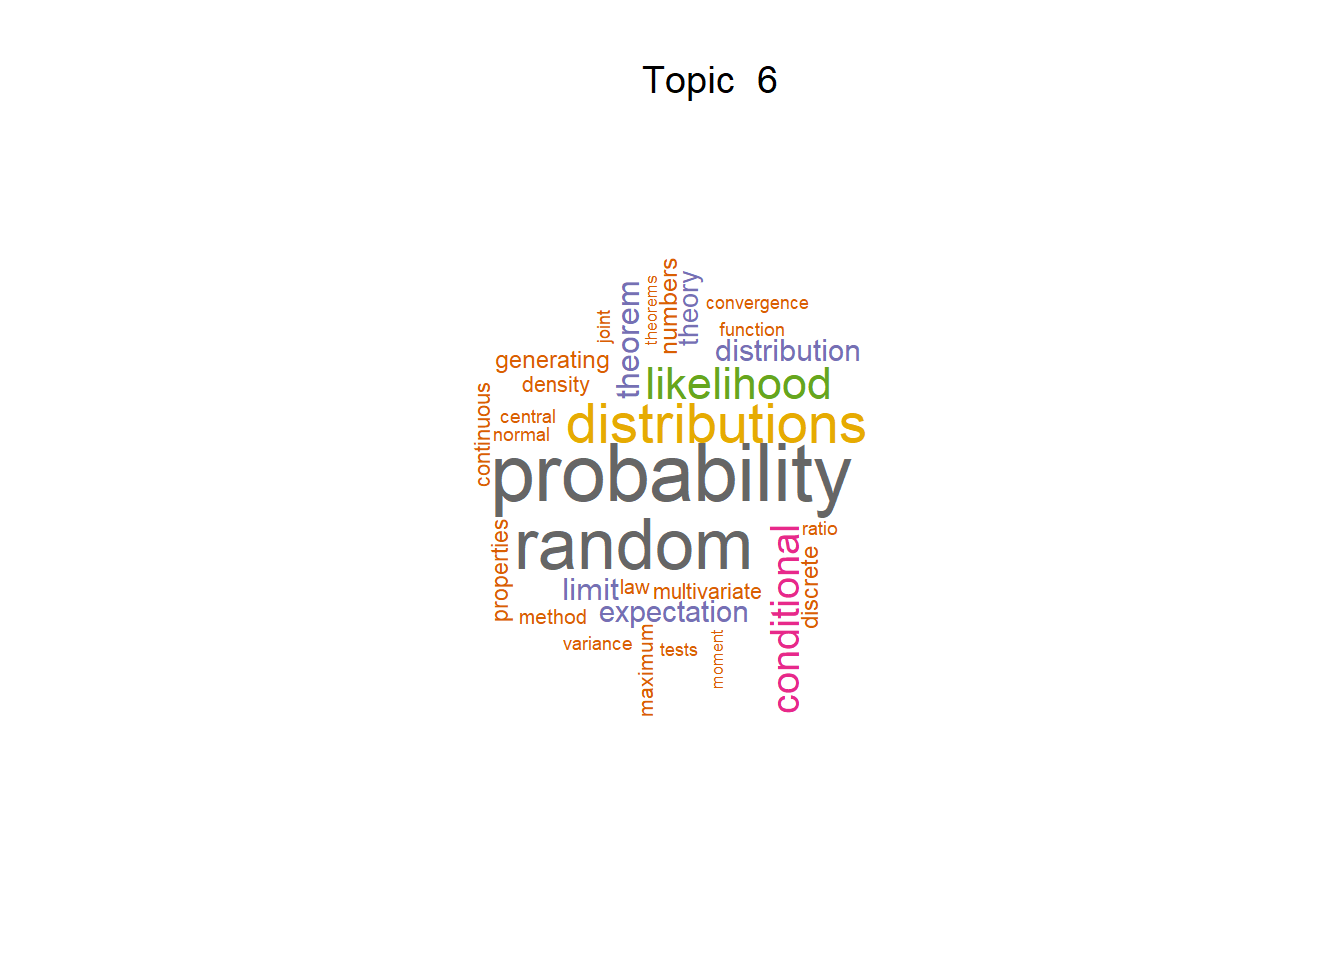 Topic 6
numbers
theory
theorems
theorem
joint
convergence
function
distribution
generating
likelihood
density
continuous
central
distributions
normal
probability
random
conditional
ratio
properties
discrete
limit
law
multivariate
method
expectation
variance
maximum
tests
moment